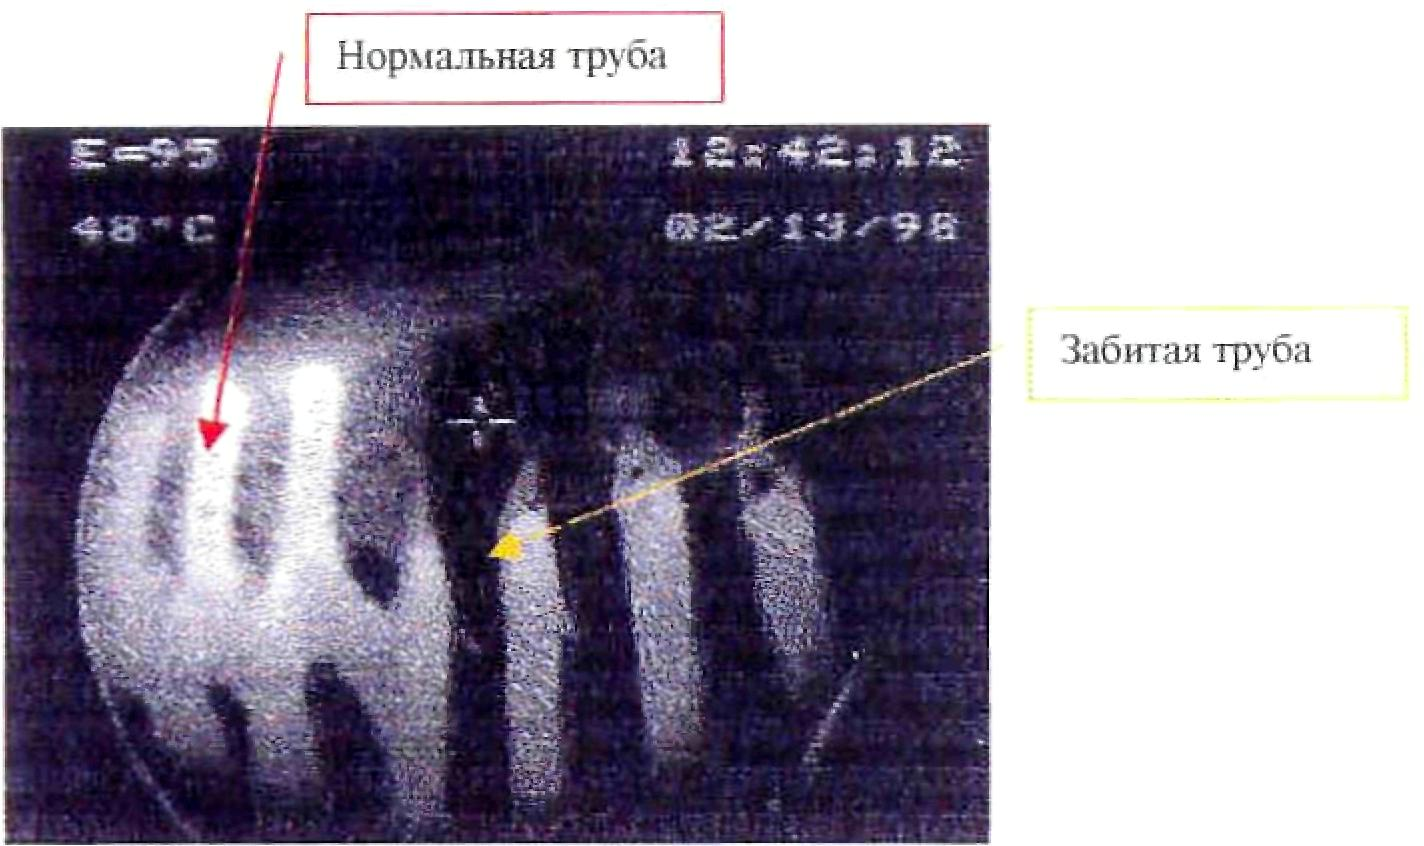 Нормальная труба
E=95 12:42:12
48°C 02/13/98
Забитая труба